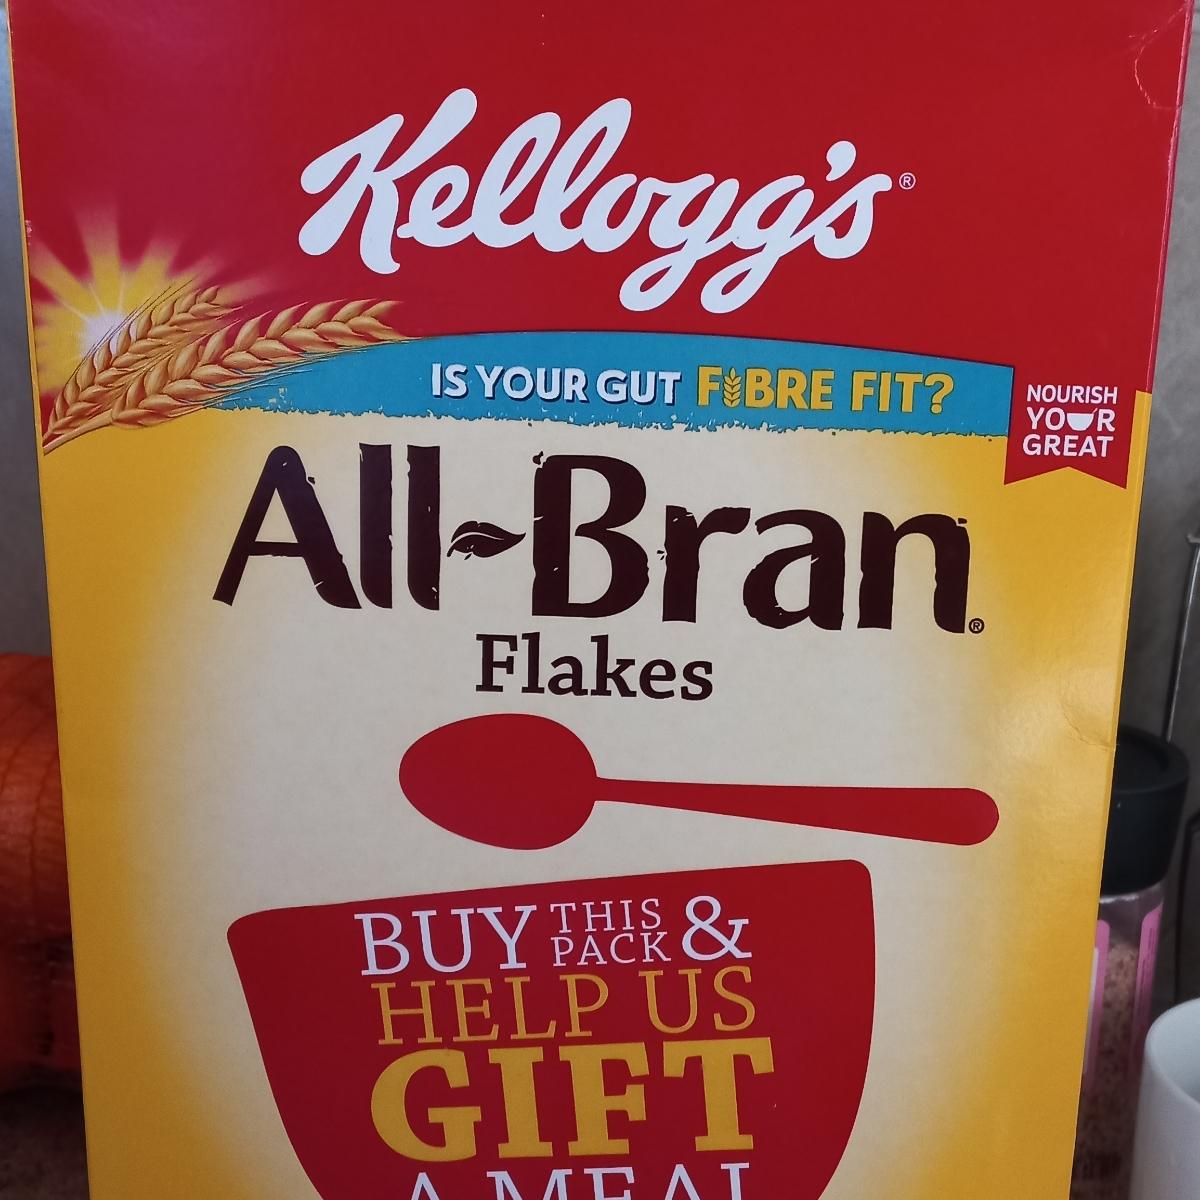 Kellogg's®
IS YOUR GUT FIBRE FIT?
NOURISH
YOUR
GREAT
All-Bran®
Flakes
BUY THIS PACK &
HELP US
GIFT
A MEAL